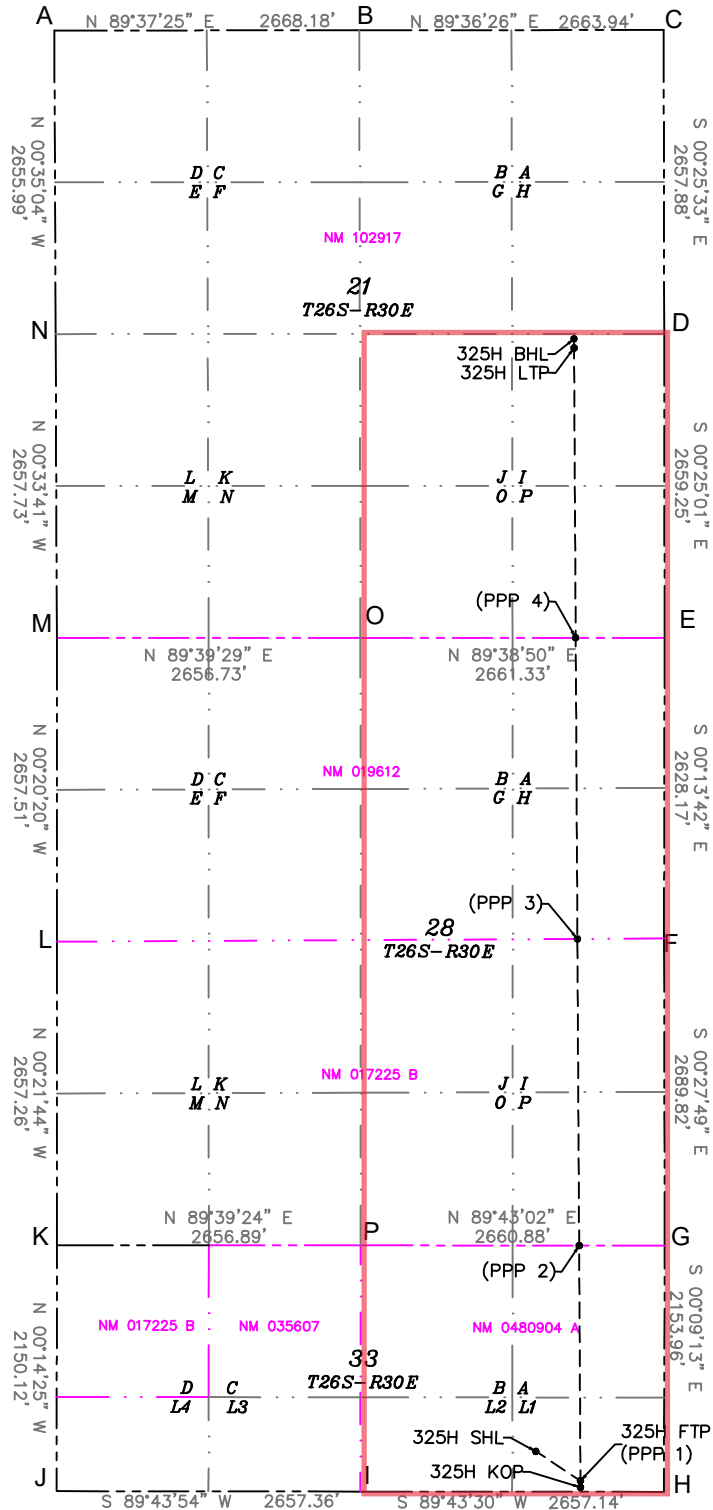 A B C
N 89°37'25" E 2668.18' N 89°36'26" E 2663.94'
N 00°35'04" W
2655.99'
S 00°25'33" E
2657.88'
D C B A
E F G H
NM 102917
21
T26S-R30E
N D
325H BHL
325H LTP
N 00°33'41" W
2657.73'
S 00°25'01" E
2659.25'
L K J I
M N O P
(PPP 4)
M O E
N 89°39'29" E N 89°38'50" E
2656.73' 2661.33'
N 00°20'20" W
2657.51'
S 00°13'42" E
2628.17'
NM 019612
D C B A
E F G H
(PPP 3)
28
T26S-R30E
L F
N 00°21'44" W
2657.26'
S 00°27'49" E
2689.82'
NM 017225 B
L K J I
M N O P
N 89°39'24" E N 89°43'02" E
2656.89' 2660.88'
K P G
(PPP 2)
N 00°14'25" W
2150.12'
S 00°09'13" E
2153.96'
NM 017225 B NM 035607 NM 0480904 A
33
T26S-R30E
D C B A
L4 L3 L2 L1
325H SHL
325H FTP
(PPP 1)
325H KOP
J I H
S 89°43'54" W 2657.36' S 89°43'30" W 2657.14'